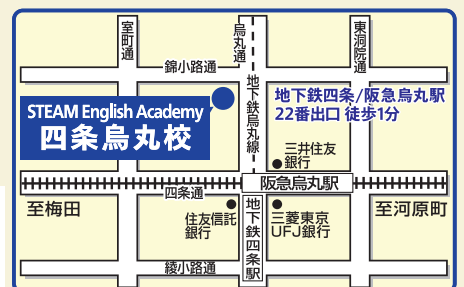 室町通
烏丸通
東洞院通
錦小路通
地下鉄烏丸線
STEAM English Academy
四条烏丸校
地下鉄四条/阪急烏丸駅
22番出口 徒歩1分
三井住友
銀行
阪急烏丸駅
四条通
至梅田
至河原町
住友信託
銀行
地下鉄四条駅
三菱東京
UFJ銀行
綾小路通